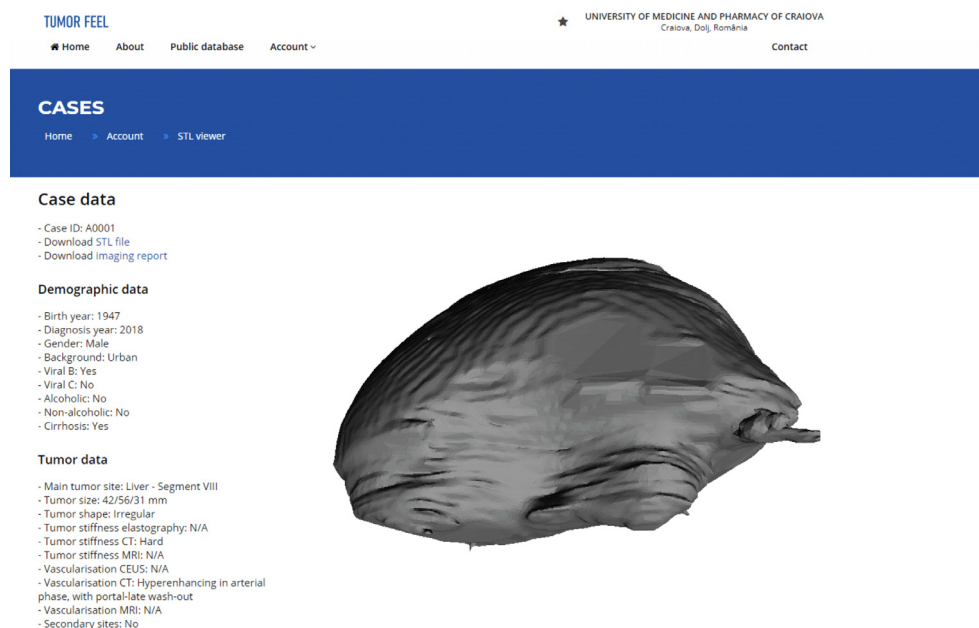 TUMOR FEEL
UNIVERSITY OF MEDICINE AND PHARMACY OF CRAIOVA
Craiova, Dolj, România
Home About Public database Account Contact
CASES
Home » Account » STL viewer
Case data
- Case ID: A0001
- Download STL file
- Download imaging report
Demographic data
- Birth year: 1947
- Diagnosis year: 2018
- Gender: Male
- Background: Urban
- Viral B: Yes
- Viral C: No
- Alcoholic: No
- Non-alcoholic: No
- Cirrhosis: Yes
Tumor data
- Main tumor site: Liver - Segment VIII
- Tumor size: 42/56/31 mm
- Tumor shape: Irregular
- Tumor stiffness elastography: N/A
- Tumor stiffness CT: Hard
- Tumor stiffness MRI: N/A
- Vascularisation CEUS: N/A
- Vascularisation CT: Hyperenhancing in arterial
phase, with portal-late wash-out
- Vascularisation MRI: N/A
- Secondary sites: No